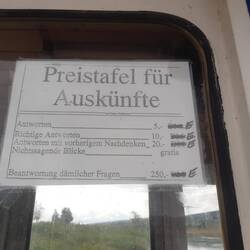 Preistafel für
Auskünfte
Antworten 5,-
Richtige Antworten 10,-
Antworten mit vorherigem Nachdenken 20.-
Nichtssagende Blicke gratis
Beantwortung dämlicher Fragen 250,-